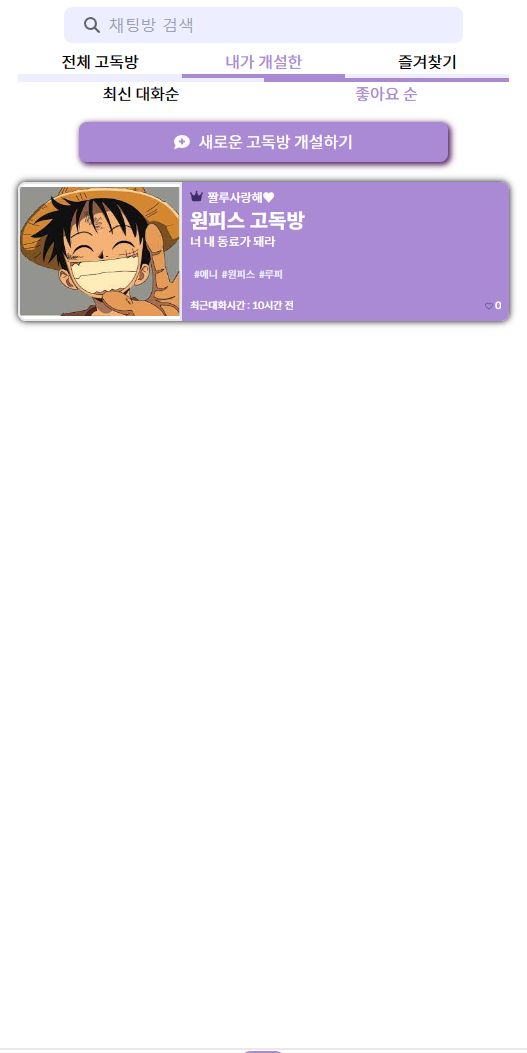 채팅방 검색
전체 고독방 내가 개설한 즐겨찾기
최신 대화순 좋아요 순
새로운 고독방 개설하기
짤루사랑해♥
원피스 고독방
너 내 동료가 돼라
#애니 #원피스 #루피
최근대화시간 : 10시간 전 ♡ 0